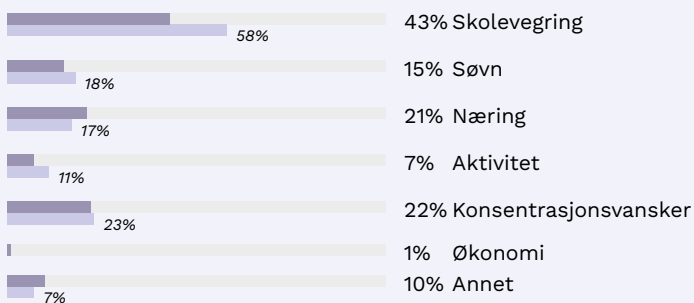 43% Skolevegring
58%
15% Søvn
18%
21% Næring
17%
7% Aktivitet
11%
22% Konsentrasjonsvansker
23%
1% Økonomi
10% Annet
7%